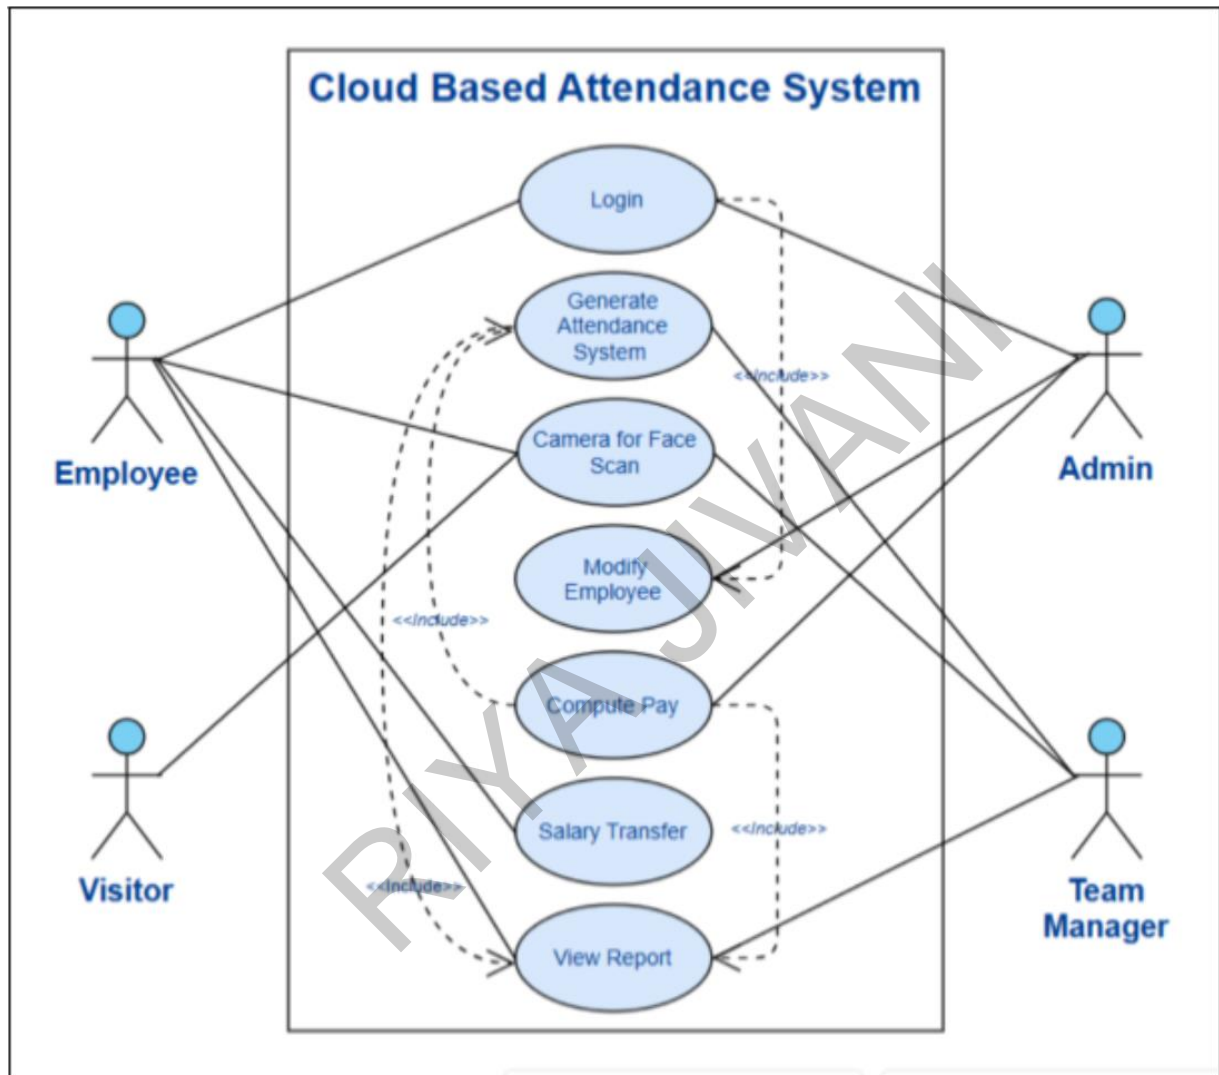 Cloud Based Attendance System
Login
Generate
Attendance
System
<<Include>>
Camera for Face
Scan
Employee
Admin
Modify
Employee
<<Include>>
Compute Pay
Salary Transfer
<<Include>>
Visitor
<<Include>>
Team
Manager
View Report
RIYA JIVANI